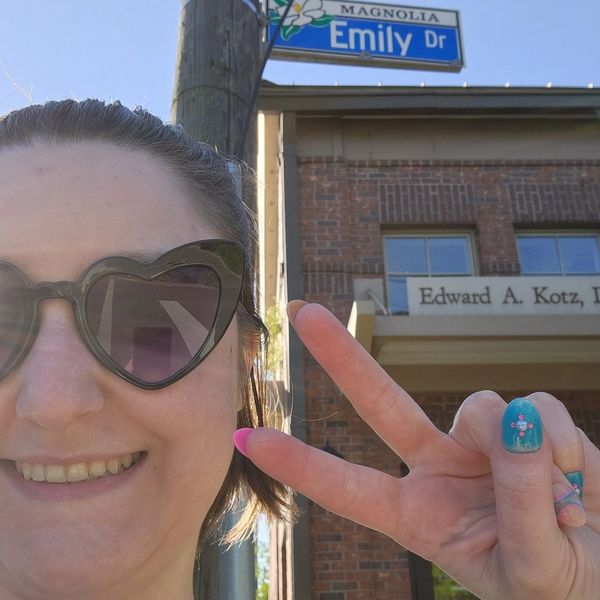 MAGNOLIA
Emily Dr
Edward A. Kotz,